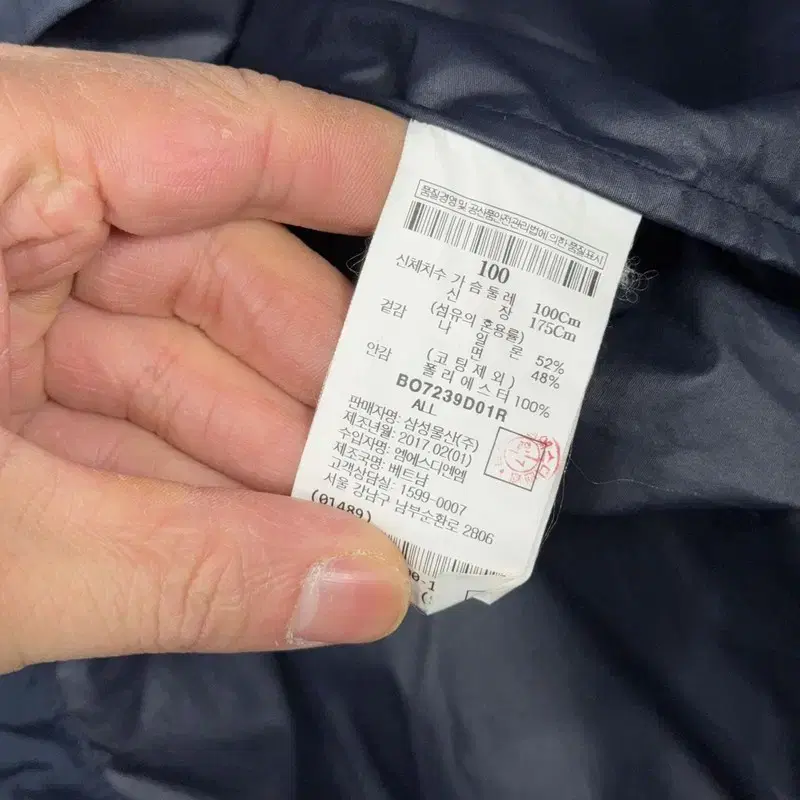 품질경영 및 공산품안전관리법에 의한 품질표시
100
신체치수 가슴둘레 100Cm
신 장 175Cm
겉감 (섬유의 혼용률)
나 일 론 52%
면 48%
(코팅제외)
안감 폴리에스터 100%
BO7239D01R
ALL
판매자명: 삼성물산(주)
제조년월: 2017.02(01)
수입자명: 엠에스디앤엠
제조국명: 베트남
고객상담실: 1599-0007
서울 강남구 남부순환로 2806
(01489)